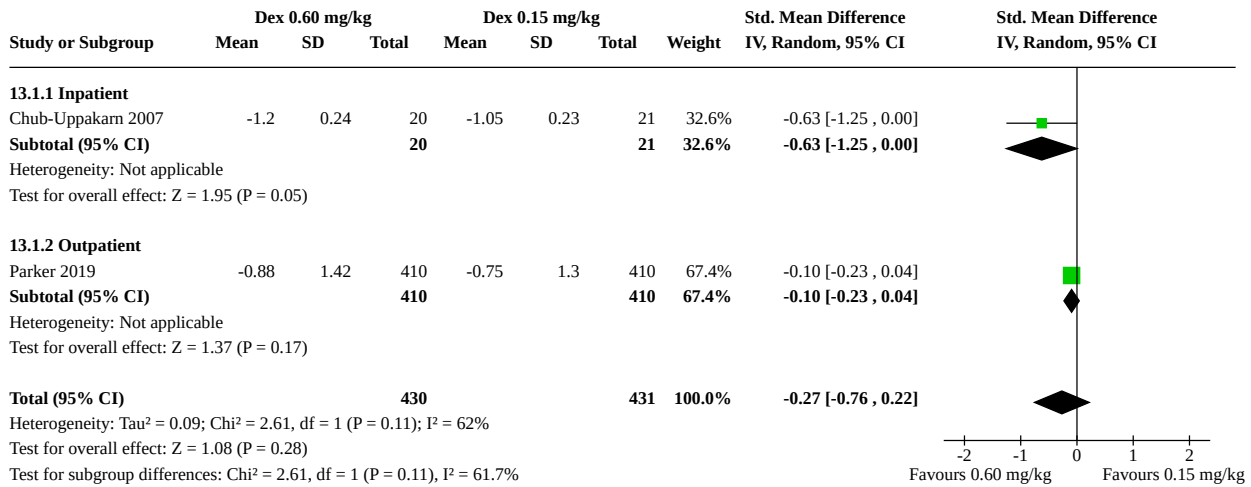 Dex 0.60 mg/kg Dex 0.15 mg/kg Std. Mean Difference Std. Mean Difference
Study or Subgroup Mean SD Total Mean SD Total Weight IV, Random, 95% CI IV, Random, 95% CI
13.1.1 Inpatient
Chub-Uppakarn 2007 -1.2 0.24 20 -1.05 0.23 21 32.6% -0.63 [-1.25 , 0.00]
Subtotal (95% CI) 20 21 32.6% -0.63 [-1.25 , 0.00]
Heterogeneity: Not applicable
Test for overall effect: Z = 1.95 (P = 0.05)
13.1.2 Outpatient
Parker 2019 -0.88 1.42 410 -0.75 1.3 410 67.4% -0.10 [-0.23 , 0.04]
Subtotal (95% CI) 410 410 67.4% -0.10 [-0.23 , 0.04]
Heterogeneity: Not applicable
Test for overall effect: Z = 1.37 (P = 0.17)
Total (95% CI) 430 431 100.0% -0.27 [-0.76 , 0.22]
Heterogeneity: Tau² = 0.09; Chi² = 2.61, df = 1 (P = 0.11); I² = 62%
Test for overall effect: Z = 1.08 (P = 0.28)
-2 -1 0 1 2
Test for subgroup differences: Chi² = 2.61, df = 1 (P = 0.11), I² = 61.7% Favours 0.60 mg/kg Favours 0.15 mg/kg